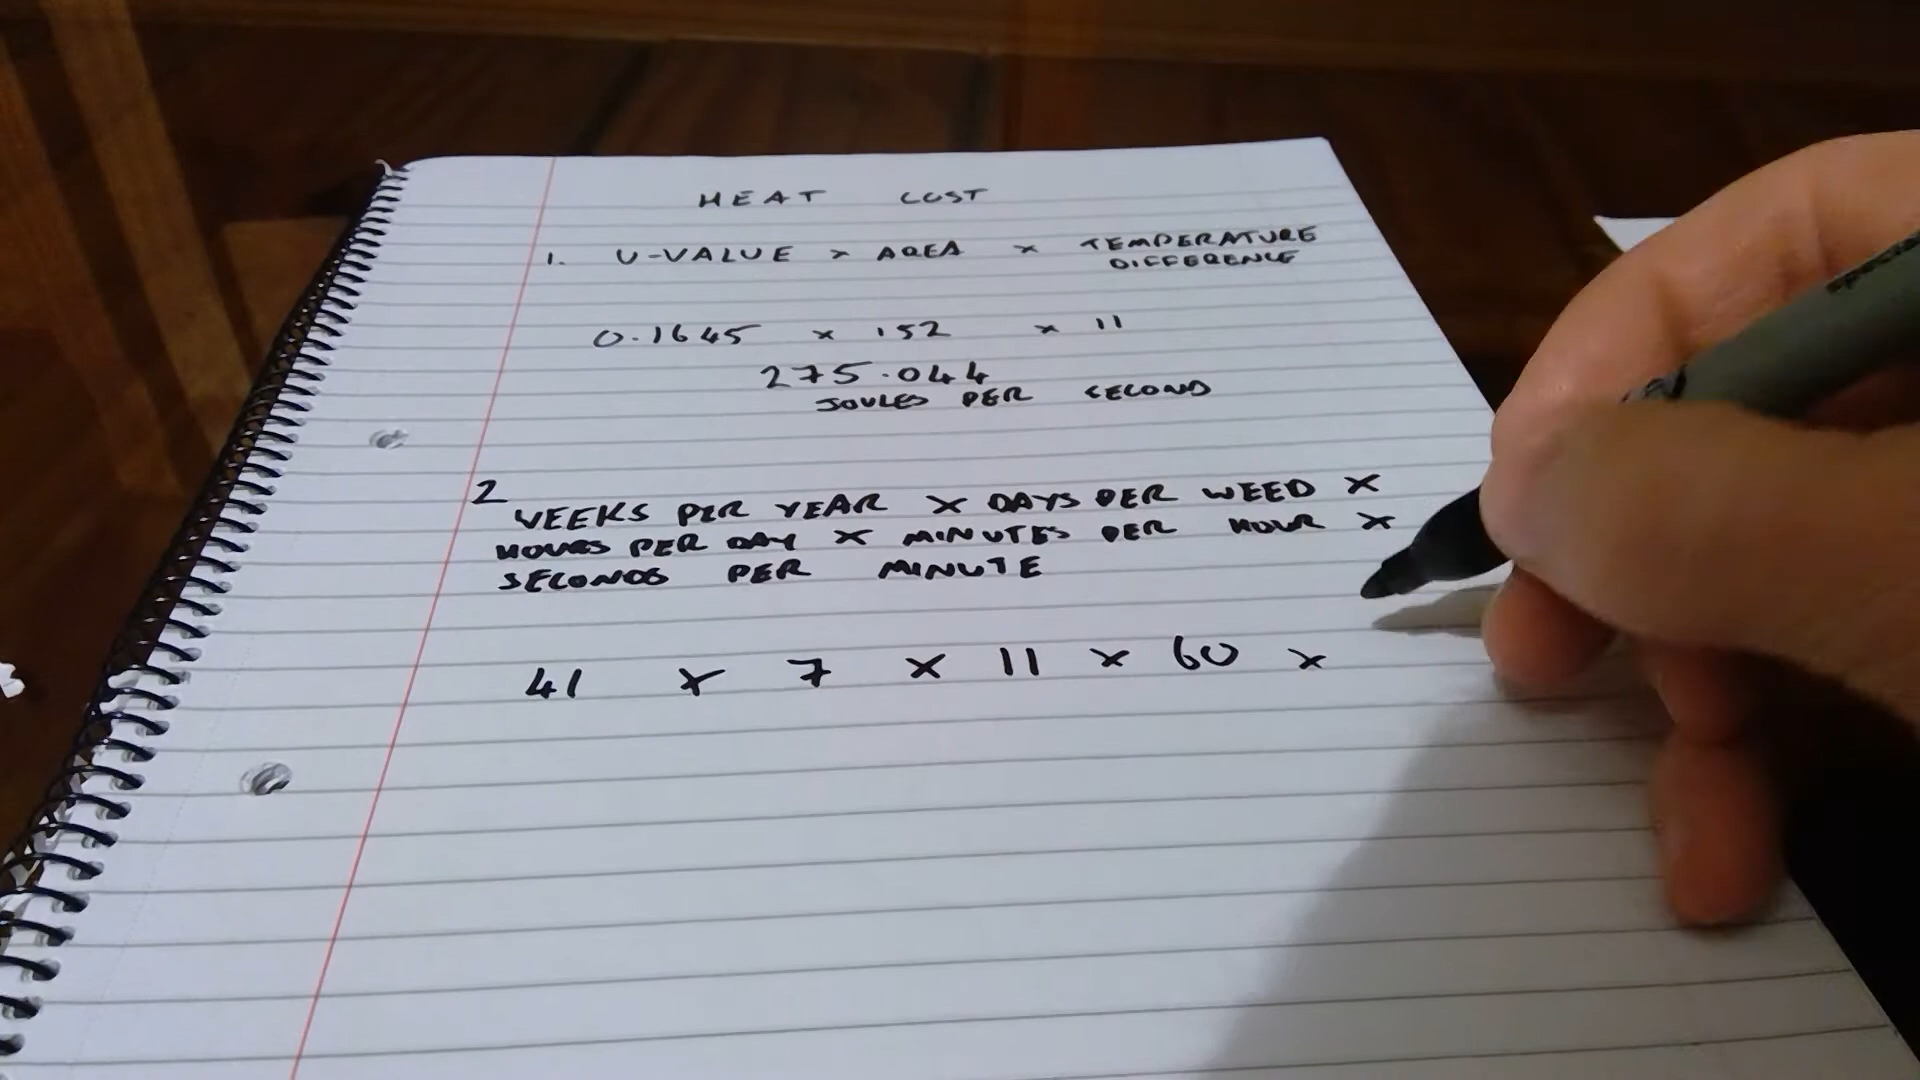 HEAT COST
1. U-VALUE × AREA × TEMPERATURE
DIFFERENCE
0.1645 × 152 × 11
275.044
JOULES PER SECOND
2
WEEKS PER YEAR × DAYS PER WEED ×
HOURS PER DAY × MINUTES PER HOUR ×
SECONDS PER MINUTE
41 × 7 × 11 × 60 ×